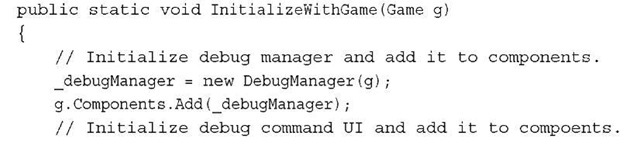 public static void InitializeWithGame(Game g)
{
// Initialize debug manager and add it to components.
_debugManager = new DebugManager(g);
g.Components.Add(_debugManager);
// Initialize debug command UI and add it to compoents.